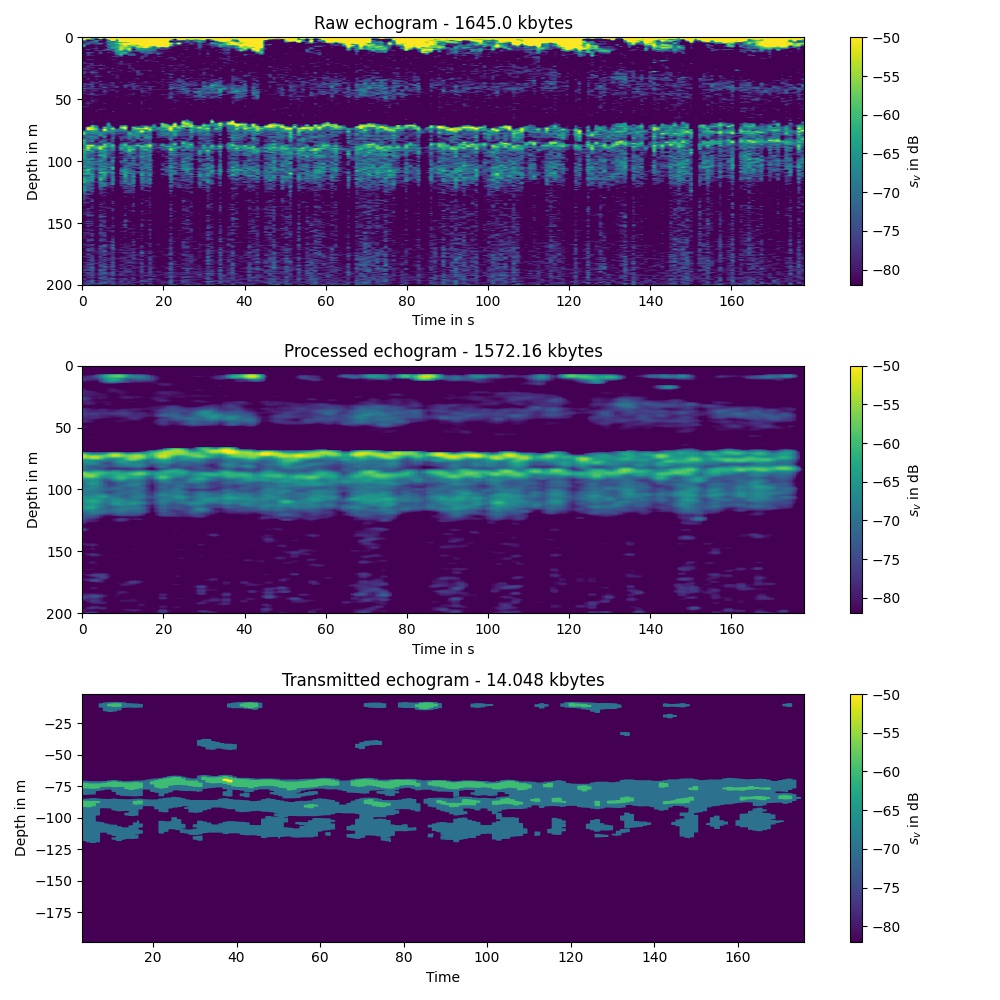 Raw echogram - 1645.0 kbytes
0
50
100
150
200
Depth in m
0 20 40 60 80 100 120 140 160
Time in s
−50
−55
−60
−65
−70
−75
−80
s_v in dB
Processed echogram - 1572.16 kbytes
0
50
100
150
200
Depth in m
0 20 40 60 80 100 120 140 160
Time in s
−50
−55
−60
−65
−70
−75
−80
s_v in dB
Transmitted echogram - 14.048 kbytes
−25
−50
−75
−100
−125
−150
−175
Depth in m
20 40 60 80 100 120 140 160
Time
−50
−55
−60
−65
−70
−75
−80
s_v in dB